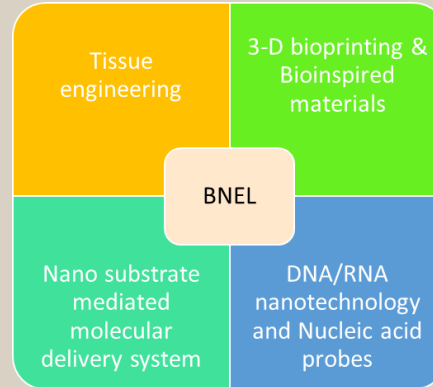 Tissue
engineering
3-D bioprinting &
Bioinspired
materials
BNEL
Nano substrate
mediated
molecular
delivery system
DNA/RNA
nanotechnology
and Nucleic acid
probes